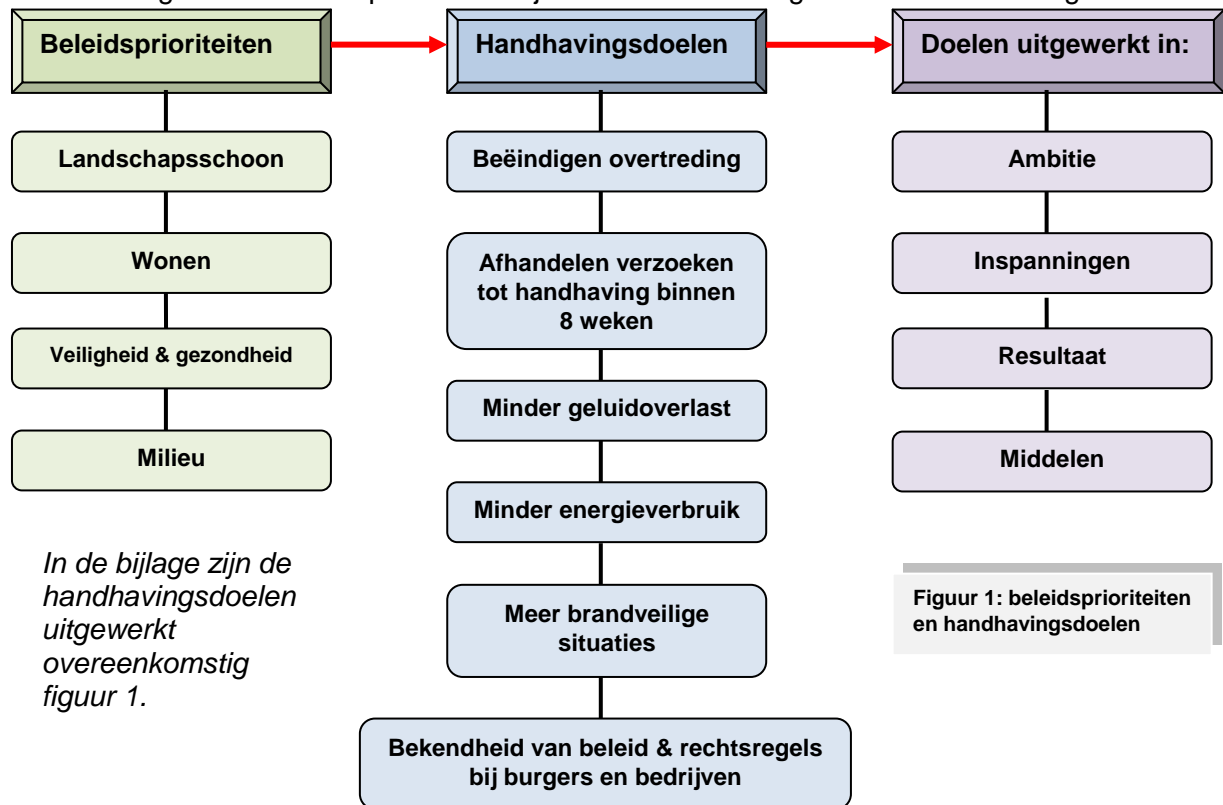 Beleidsprioriteiten
Handhavingsdoelen
Doelen uitgewerkt in:
Landschapsschoon
Wonen
Veiligheid & gezondheid
Milieu
In de bijlage zijn de
handhavingsdoelen
uitgewerkt
overeenkomstig
figuur 1.
Beëindigen overtreding
Afhandelen verzoeken
tot handhaving binnen
8 weken
Minder geluidoverlast
Minder energieverbruik
Meer brandveilige
situaties
Bekendheid van beleid & rechtsregels
bij burgers en bedrijven
Ambitie
Inspanningen
Resultaat
Middelen
Figuur 1: beleidsprioriteiten
en handhavingsdoelen